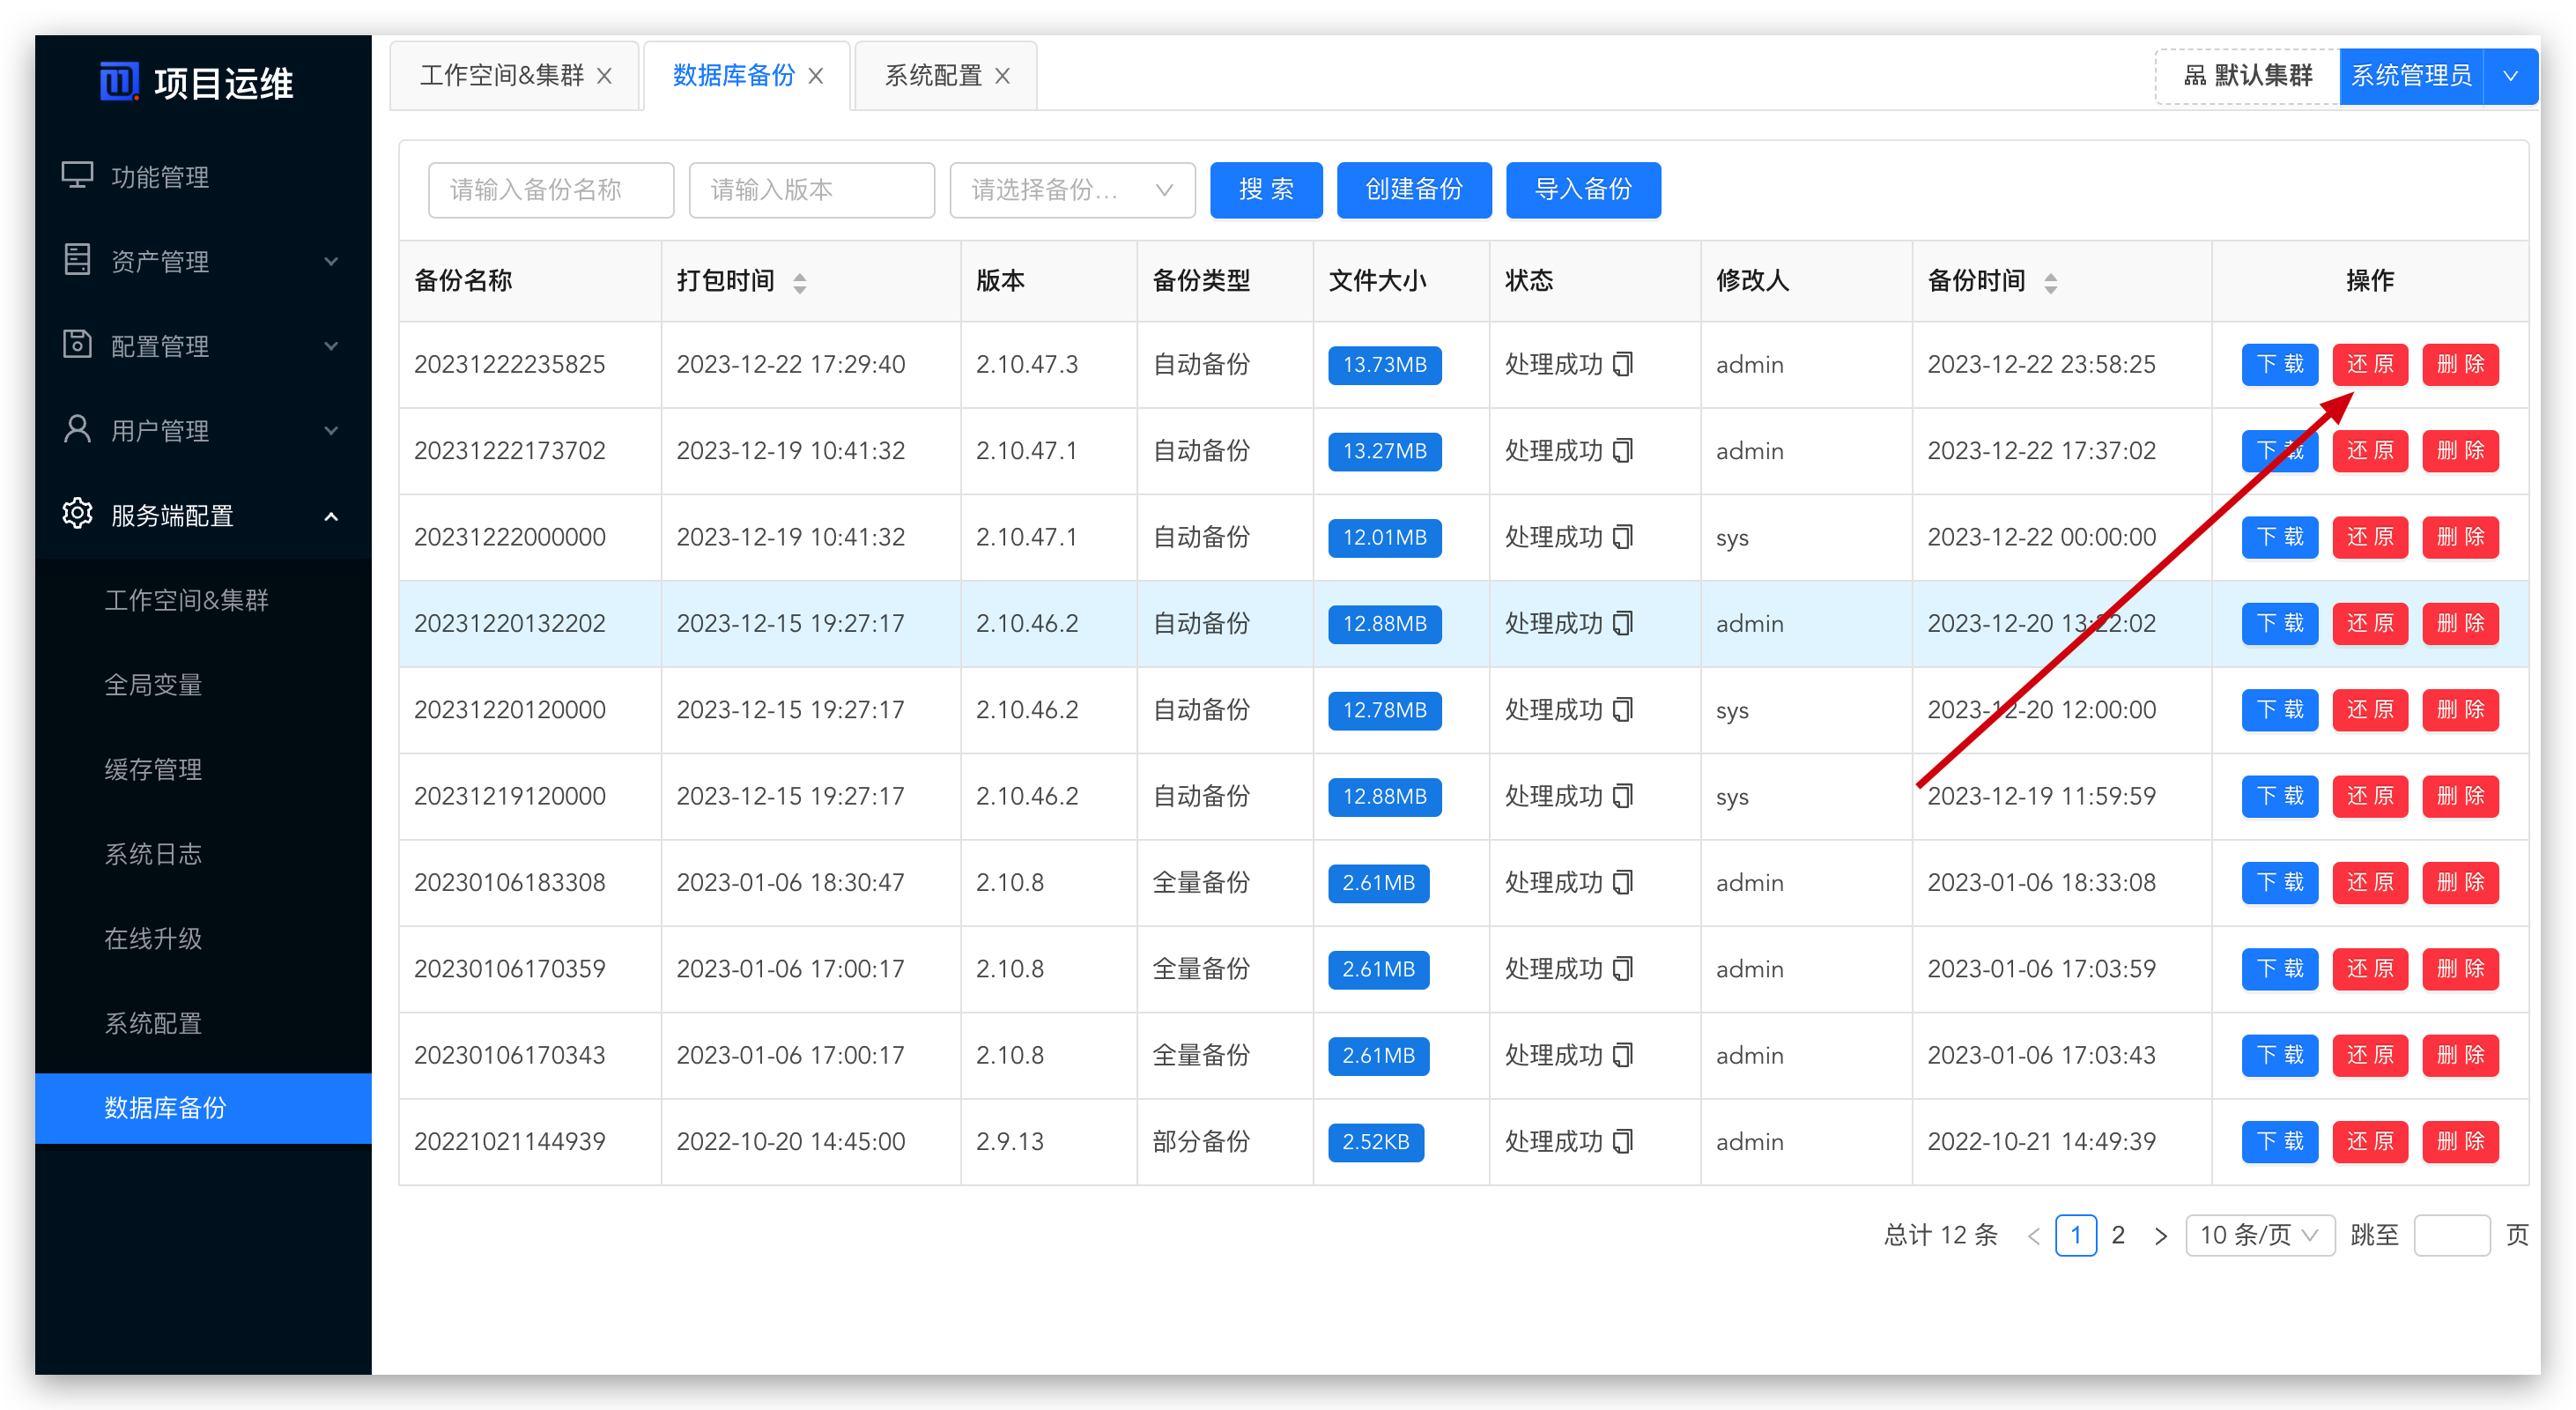 项目运维
工作空间&集群 数据库备份 系统配置 默认集群 系统管理员
功能管理
资产管理
配置管理
用户管理
服务端配置
工作空间&集群
全局变量
缓存管理
系统日志
在线升级
系统配置
数据库备份
请输入备份名称 请输入版本 请选择备份... 搜 索 创建备份 导入备份
备份名称 打包时间 版本 备份类型 文件大小 状态 修改人 备份时间 操作
20231222235825 2023-12-22 17:29:40 2.10.47.3 自动备份 13.73MB 处理成功 admin 2023-12-22 23:58:25 下 载 还 原 删 除
20231222173702 2023-12-19 10:41:32 2.10.47.1 自动备份 13.27MB 处理成功 admin 2023-12-22 17:37:02 下 载 还 原 删 除
20231222000000 2023-12-19 10:41:32 2.10.47.1 自动备份 12.01MB 处理成功 sys 2023-12-22 00:00:00 下 载 还 原 删 除
20231220132202 2023-12-15 19:27:17 2.10.46.2 自动备份 12.88MB 处理成功 admin 2023-12-20 13:22:02 下 载 还 原 删 除
20231220120000 2023-12-15 19:27:17 2.10.46.2 自动备份 12.78MB 处理成功 sys 2023-12-20 12:00:00 下 载 还 原 删 除
20231219120000 2023-12-15 19:27:17 2.10.46.2 自动备份 12.88MB 处理成功 sys 2023-12-19 11:59:59 下 载 还 原 删 除
20230106183308 2023-01-06 18:30:47 2.10.8 全量备份 2.61MB 处理成功 admin 2023-01-06 18:33:08 下 载 还 原 删 除
20230106170359 2023-01-06 17:00:17 2.10.8 全量备份 2.61MB 处理成功 admin 2023-01-06 17:03:59 下 载 还 原 删 除
20230106170343 2023-01-06 17:00:17 2.10.8 全量备份 2.61MB 处理成功 admin 2023-01-06 17:03:43 下 载 还 原 删 除
20221021144939 2022-10-20 14:45:00 2.9.13 部分备份 2.52KB 处理成功 admin 2022-10-21 14:49:39 下 载 还 原 删 除
总计 12 条 < 1 2 > 10 条/页 跳至 页